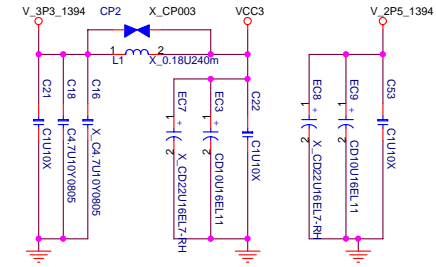 V_3P3_1394
CP2
X_CP003
VCC3
V_2P5_1394
1
2
L1
X_0.18U240m
C21
C1U10X
C18
C4.7U10Y0805
C16
X_C4.7U10Y0805
EC7
1
+
2
X_CD22U16EL7-RH
EC3
1
+
2
CD10U16EL11
C22
C1U10X
EC8
1
+
2
X_CD22U16EL7-RH
EC9
1
+
2
CD10U16EL11
C53
C1U10X